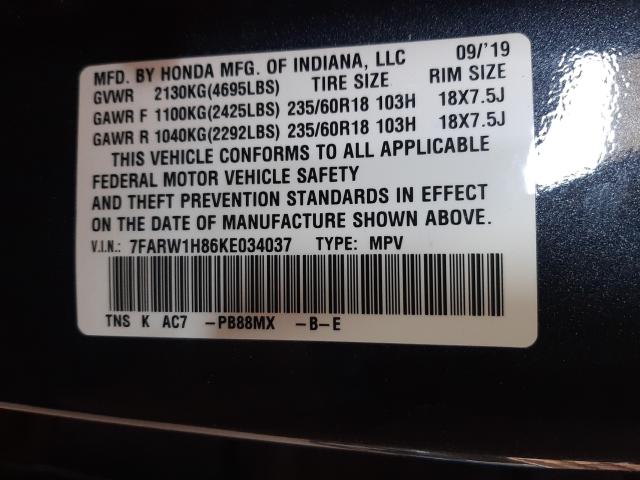 MFD. BY HONDA MFG. OF INDIANA, LLC 09/'19
GVWR 2130KG(4695LBS) TIRE SIZE RIM SIZE
GAWR F 1100KG(2425LBS) 235/60R18 103H 18X7.5J
GAWR R 1040KG(2292LBS) 235/60R18 103H 18X7.5J
THIS VEHICLE CONFORMS TO ALL APPLICABLE
FEDERAL MOTOR VEHICLE SAFETY
AND THEFT PREVENTION STANDARDS IN EFFECT
ON THE DATE OF MANUFACTURE SHOWN ABOVE.
V.I.N.: 7FARW1H86KE034037 TYPE: MPV
TNS K AC7 -PB88MX -B-E